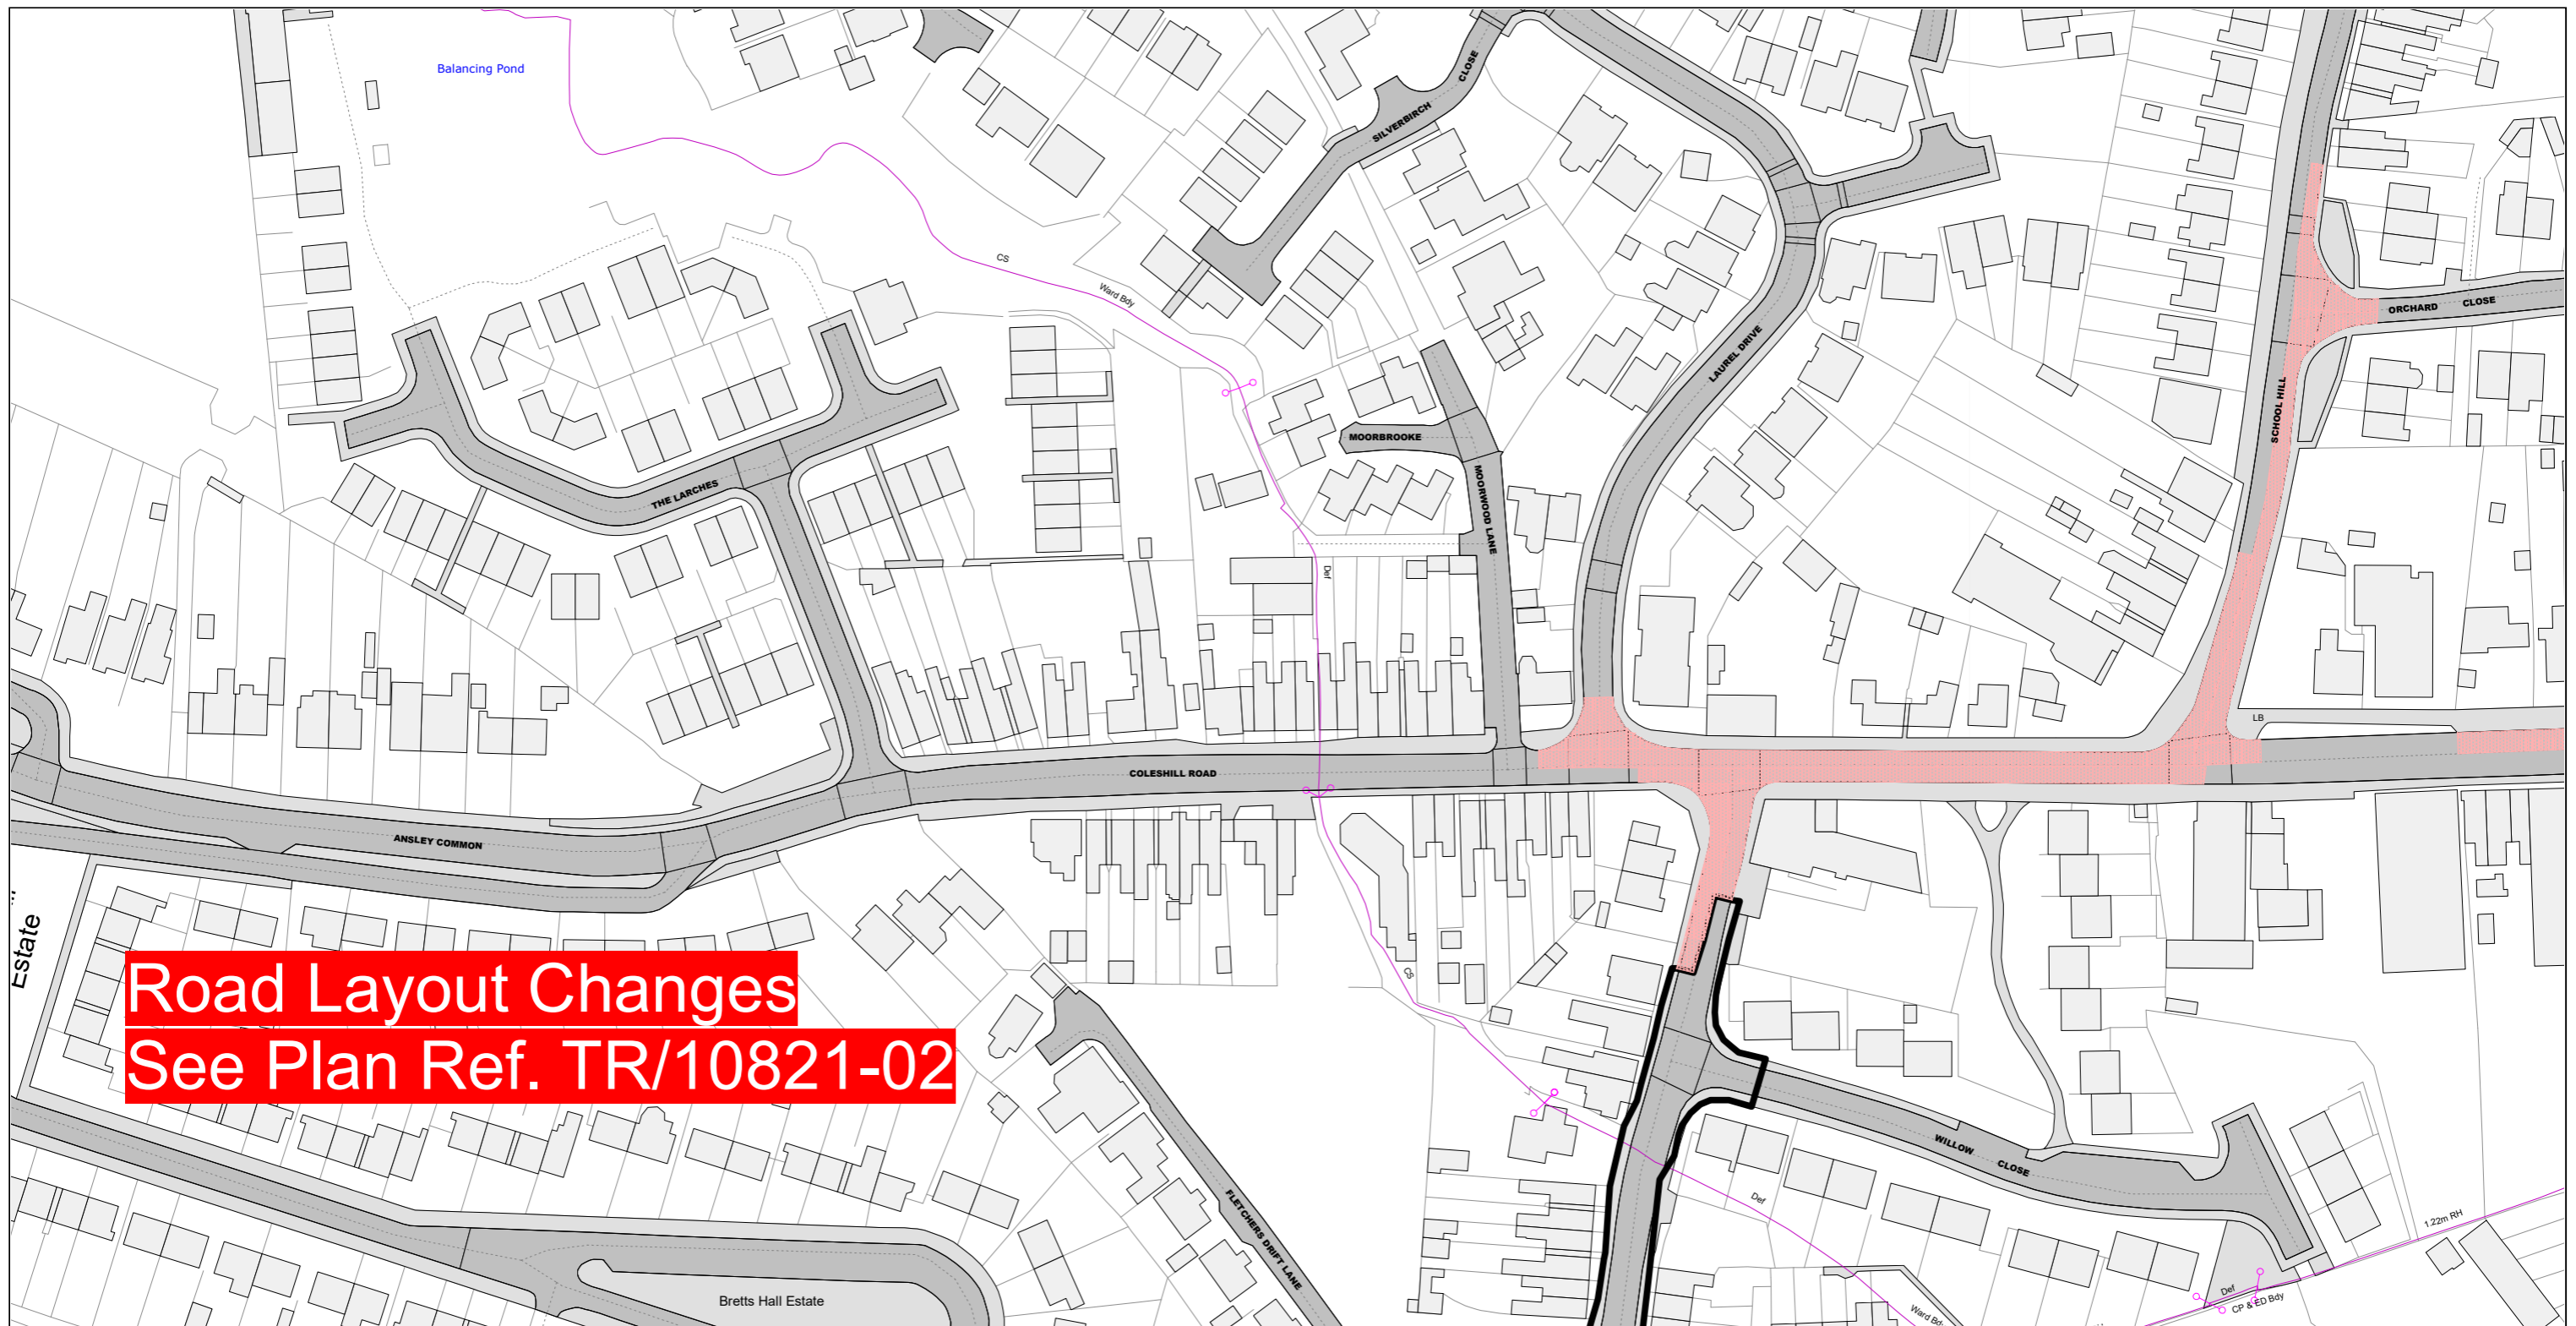 Balancing Pond
SILVERBIRCH CLOSE
CS
Ward Bdy
ORCHARD CLOSE
LAUREL DRIVE
SCHOOL HILL
MOORBROOKE
MOORWOOD LANE
THE LARCHES
Def
LB
COLESHILL ROAD
ANSLEY COMMON
Estate
Road Layout Changes
See Plan Ref. TR/10821-02
CS
WILLOW CLOSE
Def
FLETCHERS DRIFT LANE
1.22m RH
Def
CP & ED Bdy
Bretts Hall Estate